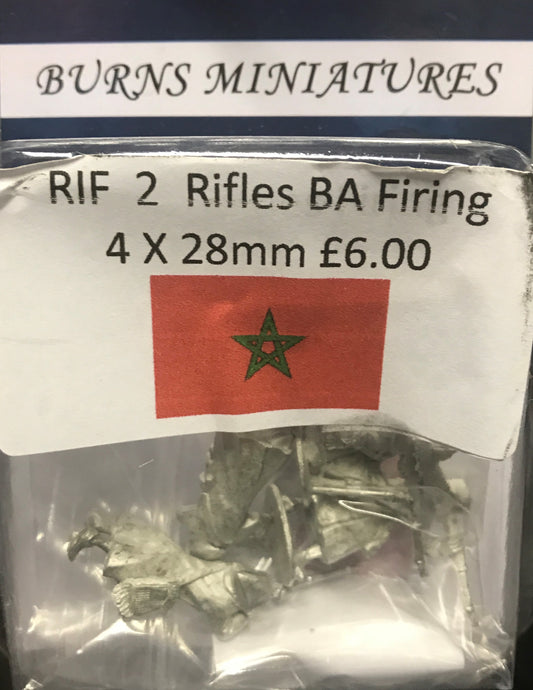 BURNS MINIATURES
RIF 2 Rifles BA Firing
4 X 28mm £6.00